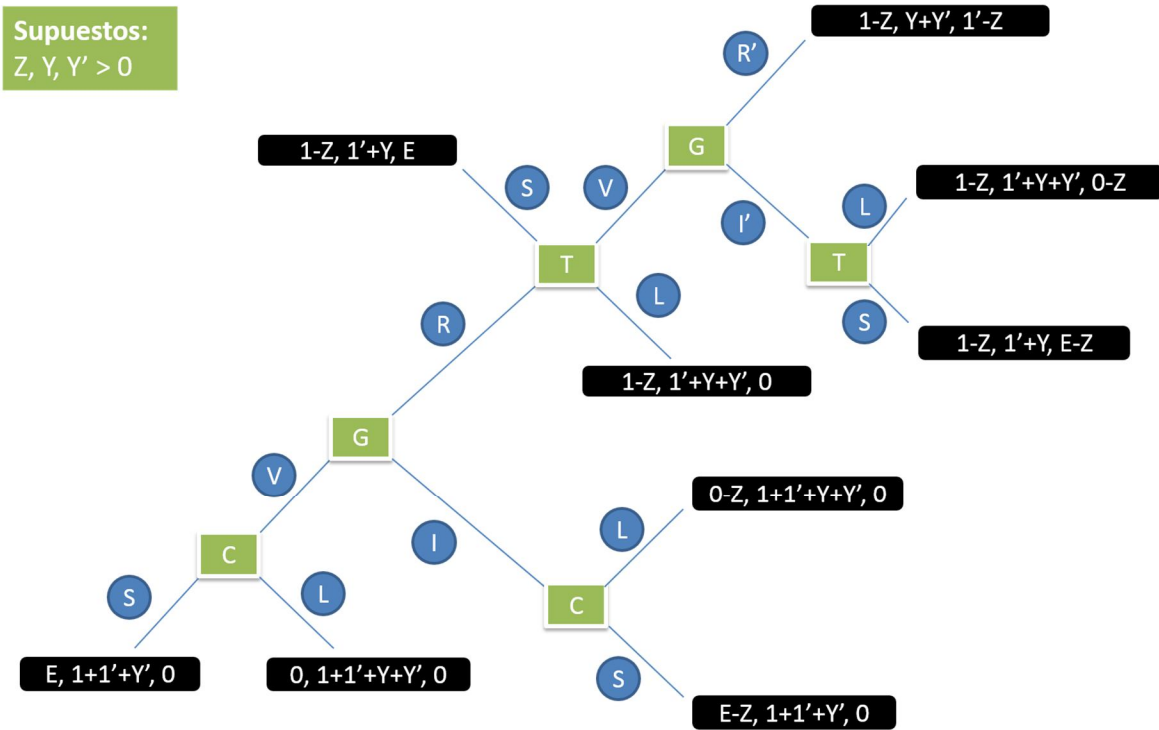 Supuestos:
Z, Y, Y' > 0
1-Z, Y+Y', 1'-Z
R'
G
1-Z, 1'+Y, E
S
V
I'
L
1-Z, 1'+Y+Y', 0-Z
T
T
L
S
1-Z, 1'+Y, E-Z
R
1-Z, 1'+Y+Y', 0
G
V
I
L
0-Z, 1+1'+Y+Y', 0
C
S
L
C
S
E, 1+1'+Y', 0
0, 1+1'+Y+Y', 0
E-Z, 1+1'+Y', 0